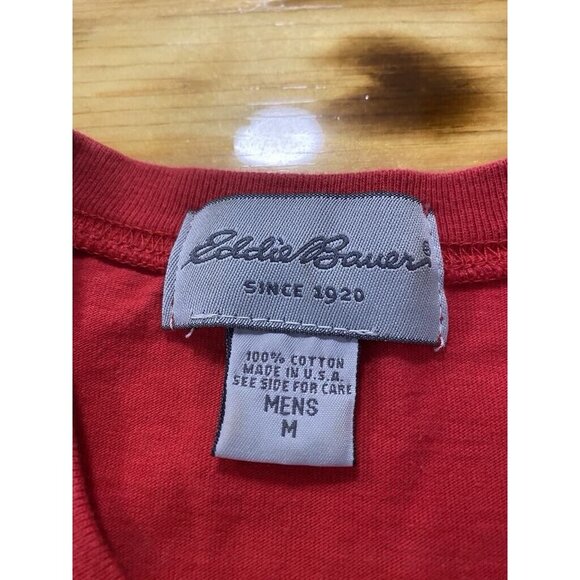 Eddie Bauer®
SINCE 1920
100% COTTON
MADE IN U.S.A.
SEE SIDE FOR CARE
MENS
M